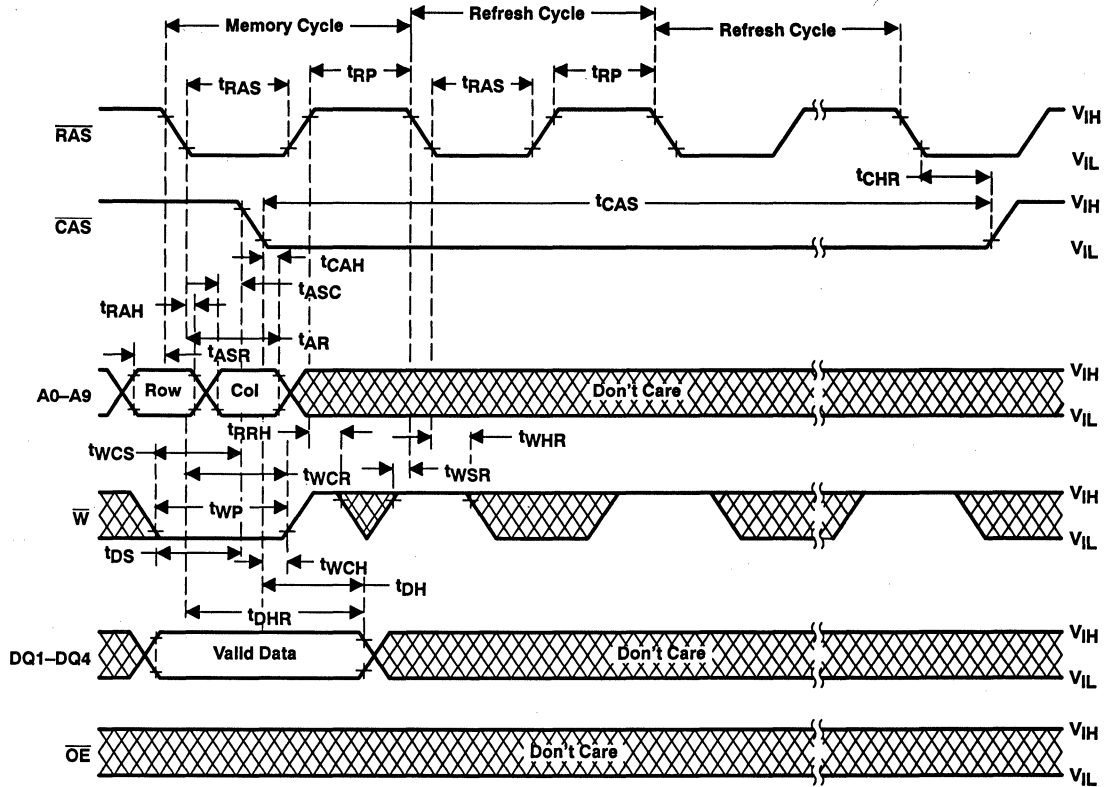 Memory Cycle
Refresh Cycle
Refresh Cycle
tRAS
tRP
tRAS
tRP
RAS
VIH
VIL
tCHR
CAS
tCAS
VIH
VIL
tCAH
tASC
tRAH
tAR
tASR
A0–A9
Row
Col
Don't Care
VIH
VIL
tRRH
tWHR
tWCS
tWCR
tWSR
W
tWP
VIH
VIL
tDS
tWCH
tDH
tDHR
DQ1–DQ4
Valid Data
Don't Care
VIH
VIL
OE
Don't Care
VIH
VIL